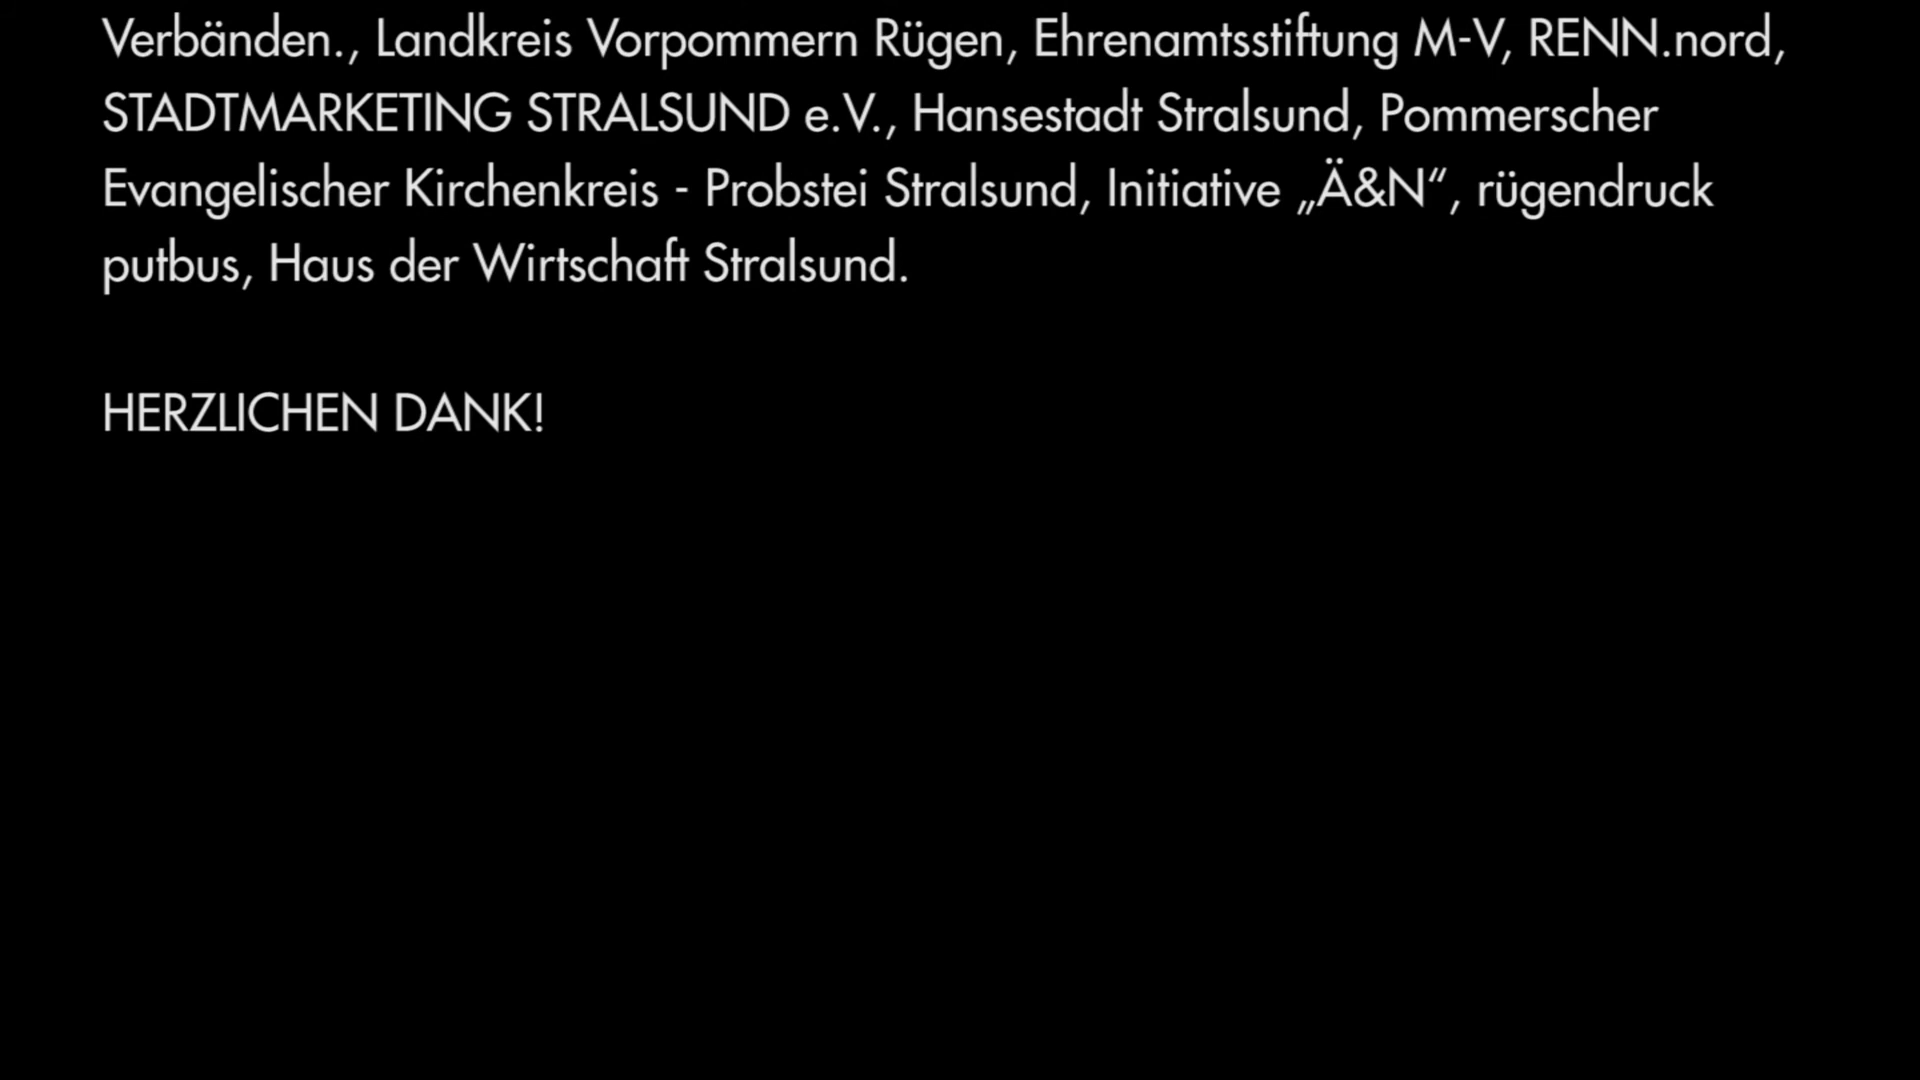 Verbänden., Landkreis Vorpommern Rügen, Ehrenamtsstiftung M-V, RENN.nord,
STADTMARKETING STRALSUND e.V., Hansestadt Stralsund, Pommerscher
Evangelischer Kirchenkreis - Probstei Stralsund, Initiative „Ä&N“, rügendruck
putbus, Haus der Wirtschaft Stralsund.
HERZLICHEN DANK!